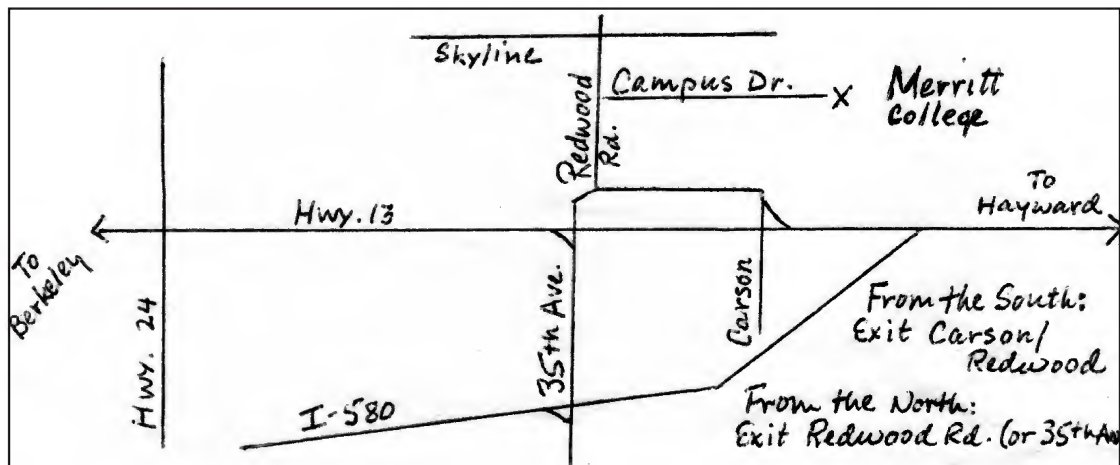 Skyline
Campus Dr.
X
Merritt
College
Redwood
Rd.
To
Hayward
Hwy. 13
To
Berkeley
Hwy. 24
35th Ave.
Carson
From the South:
Exit Carson/
Redwood
I-580
From the North:
Exit Redwood Rd. (or 35th Av